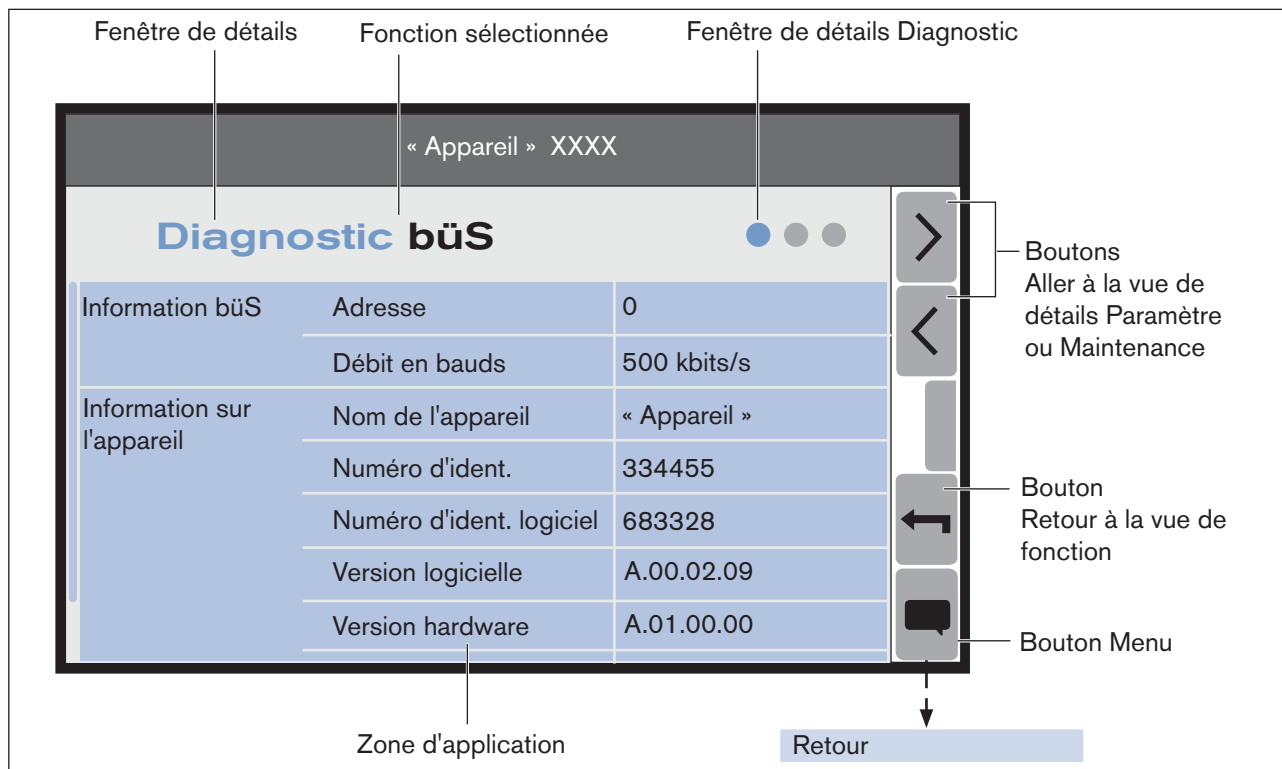 Fenêtre de détails
Fonction sélectionnée
Fenêtre de détails Diagnostic
« Appareil » XXXX
Diagnostic büS
Information büS
Adresse
0
Débit en bauds
500 kbits/s
Information sur
l'appareil
Nom de l'appareil
« Appareil »
Numéro d'ident.
334455
Numéro d'ident. logiciel
683328
Version logicielle
A.00.02.09
Version hardware
A.01.00.00
Boutons
Aller à la vue de
détails Paramètre
ou Maintenance
Bouton
Retour à la vue de
fonction
Bouton Menu
Zone d'application
Retour